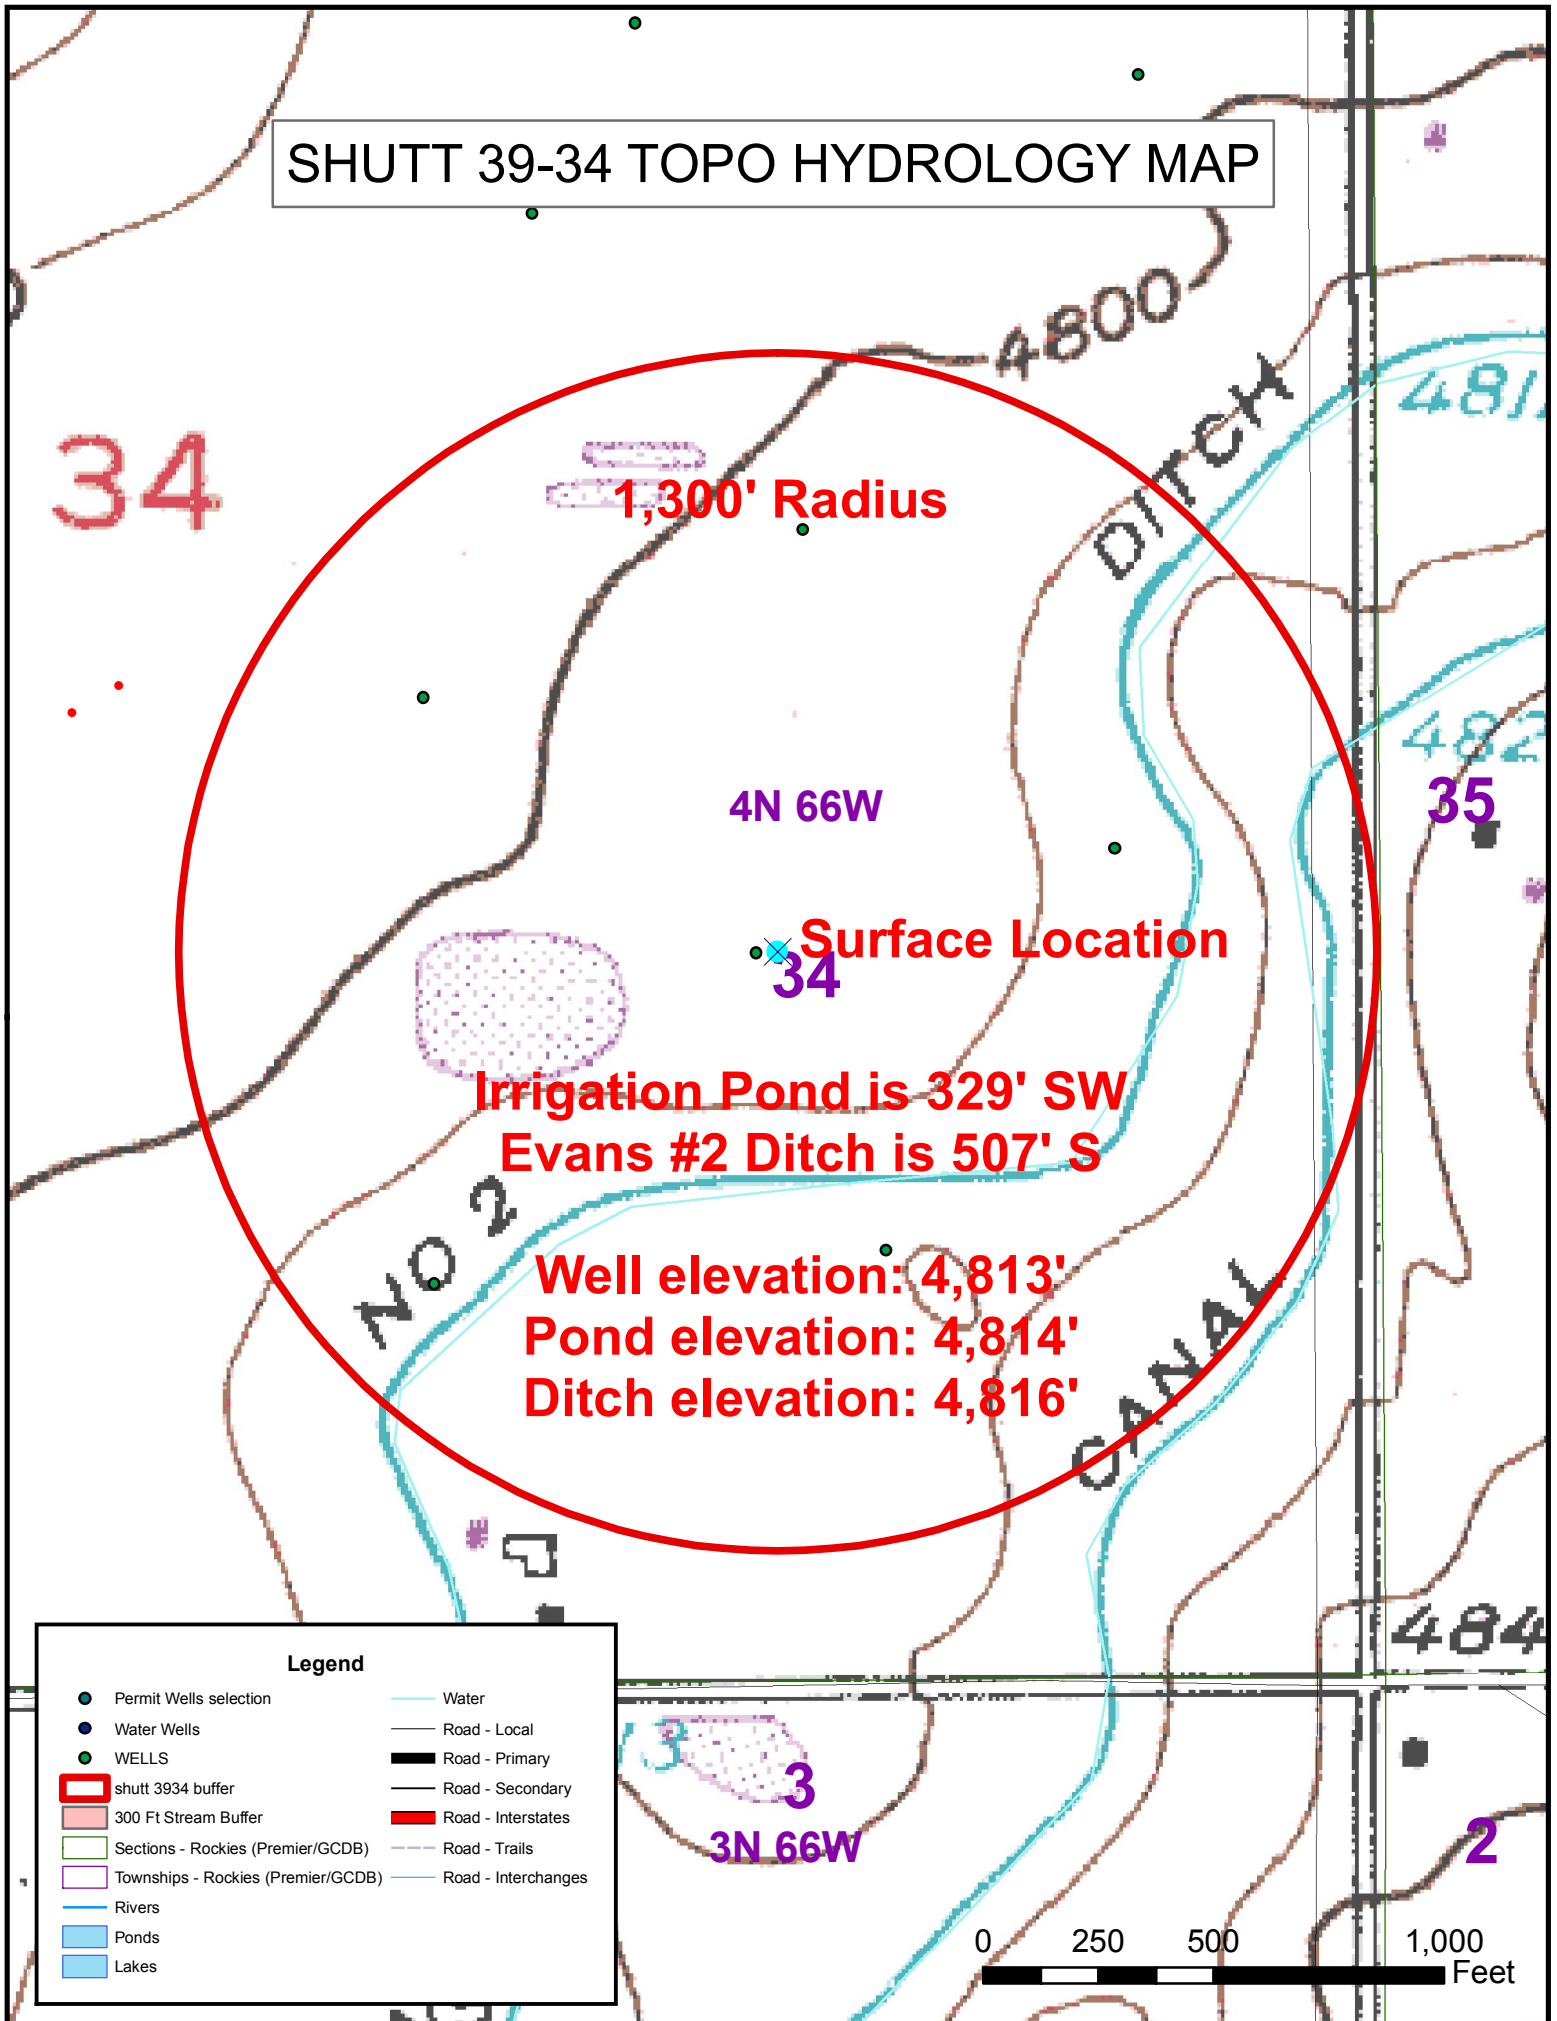 SHUTT 39-34 TOPO HYDROLOGY MAP
4800
DITCH
34
1,300' Radius
4N 66W
35
Surface Location
34
Irrigation Pond is 329' SW
Evans #2 Ditch is 507' S
NO 2
Well elevation: 4,813'
Pond elevation: 4,814'
Ditch elevation: 4,816'
CANAL
Legend
Permit Wells selection
Water Wells
WELLS
shutt 3934 buffer
300 Ft Stream Buffer
Sections - Rockies (Premier/GCDB)
Townships - Rockies (Premier/GCDB)
Rivers
Ponds
Lakes
Water
Road - Local
Road - Primary
Road - Secondary
Road - Interstates
Road - Trails
Road - Interchanges
3
3N 66W
2
0 250 500 1,000
Feet